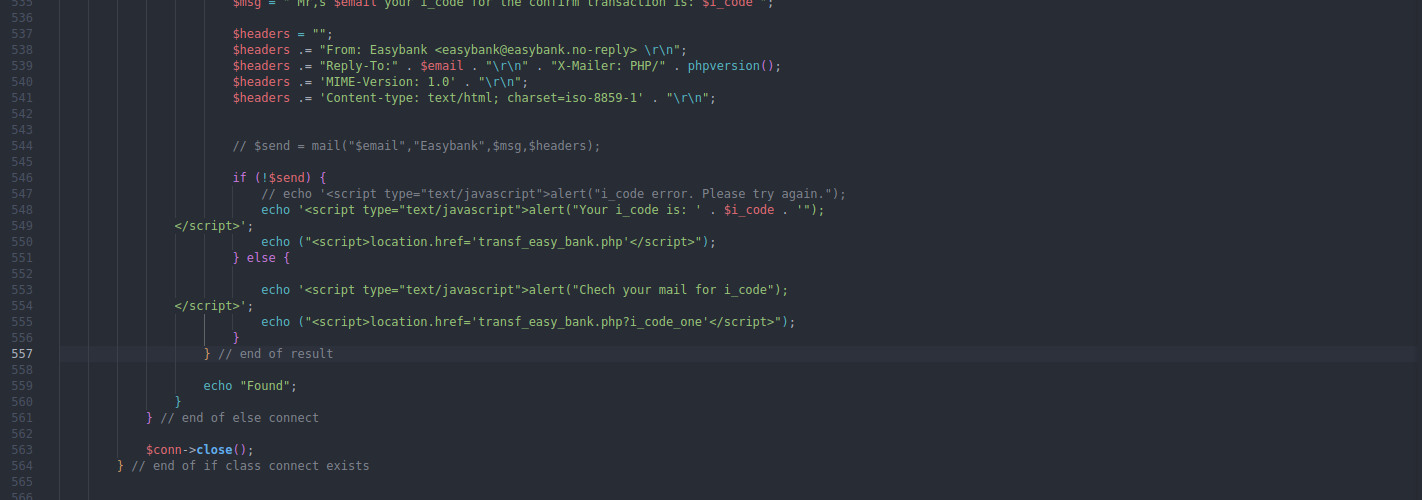 535 $msg = " Mr,s $email your i_code for the confirm transaction is: $i_code ";
536
537 $headers = "";
538 $headers .= "From: Easybank <easybank@easybank.no-reply> \r\n";
539 $headers .= "Reply-To:" . $email . "\r\n" . "X-Mailer: PHP/" . phpversion();
540 $headers .= 'MIME-Version: 1.0' . "\r\n";
541 $headers .= 'Content-type: text/html; charset=iso-8859-1' . "\r\n";
542
543
544 // $send = mail("$email","Easybank",$msg,$headers);
545
546 if (!$send) {
547 // echo '<script type="text/javascript">alert("i_code error. Please try again.");
548 echo '<script type="text/javascript">alert("Your i_code is: ' . $i_code . '");
549 </script>';
550 echo ("<script>location.href='transf_easy_bank.php'</script>");
551 } else {
552
553 echo '<script type="text/javascript">alert("Chech your mail for i_code");
554 </script>';
555 echo ("<script>location.href='transf_easy_bank.php?i_code_one'</script>");
556 }
557 } // end of result
558
559 echo "Found";
560 }
561 } // end of else connect
562
563 $conn->close();
564 } // end of if class connect exists
565
566